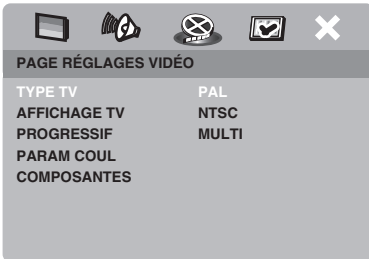 PAGE RÉGLAGES VIDÉO
TYPE TV PAL
AFFICHAGE TV NTSC
PROGRESSIF MULTI
PARAM COUL
COMPOSANTES